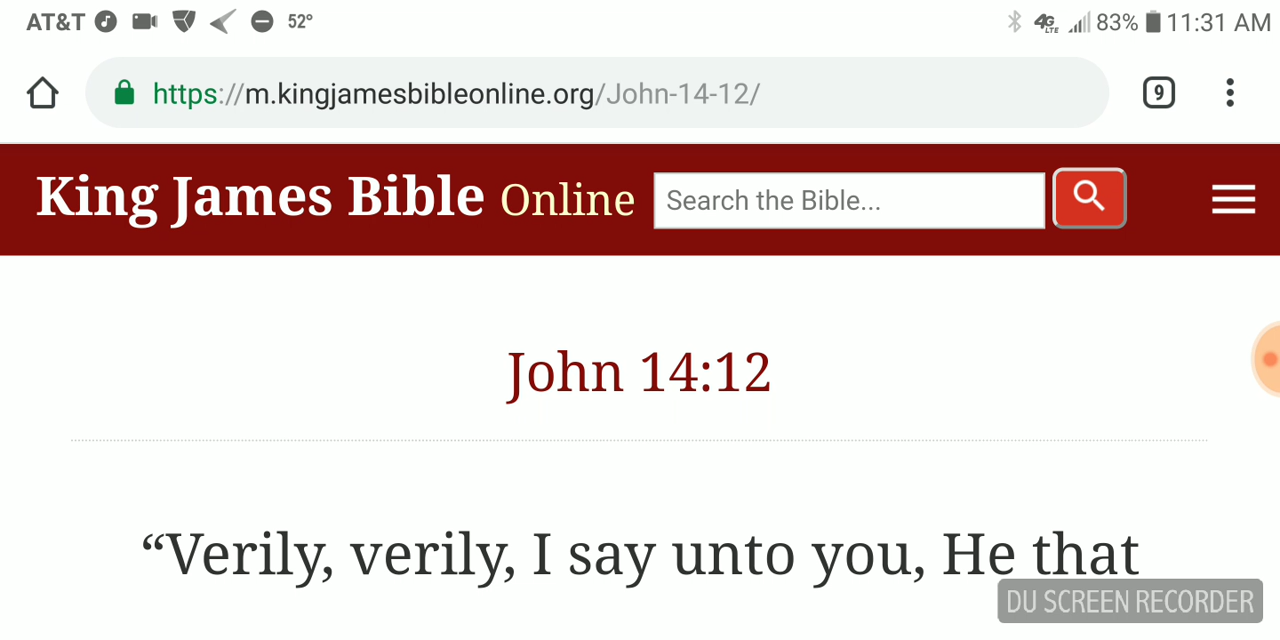 AT&T 52° 4G LTE 83% 11:31 AM
https://m.kingjamesbibleonline.org/John-14-12/ 9
King James Bible Online Search the Bible...
John 14:12
“Verily, verily, I say unto you, He that
DU SCREEN RECORDER